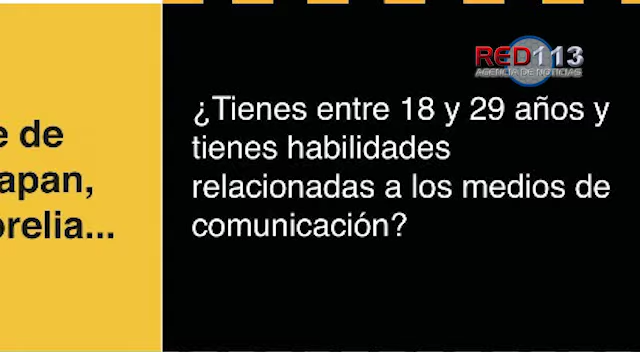 e de
apan,
orelia...
RED113
AGENCIA DE NOTICIAS
¿Tienes entre 18 y 29 años y
tienes habilidades
relacionadas a los medios de
comunicación?